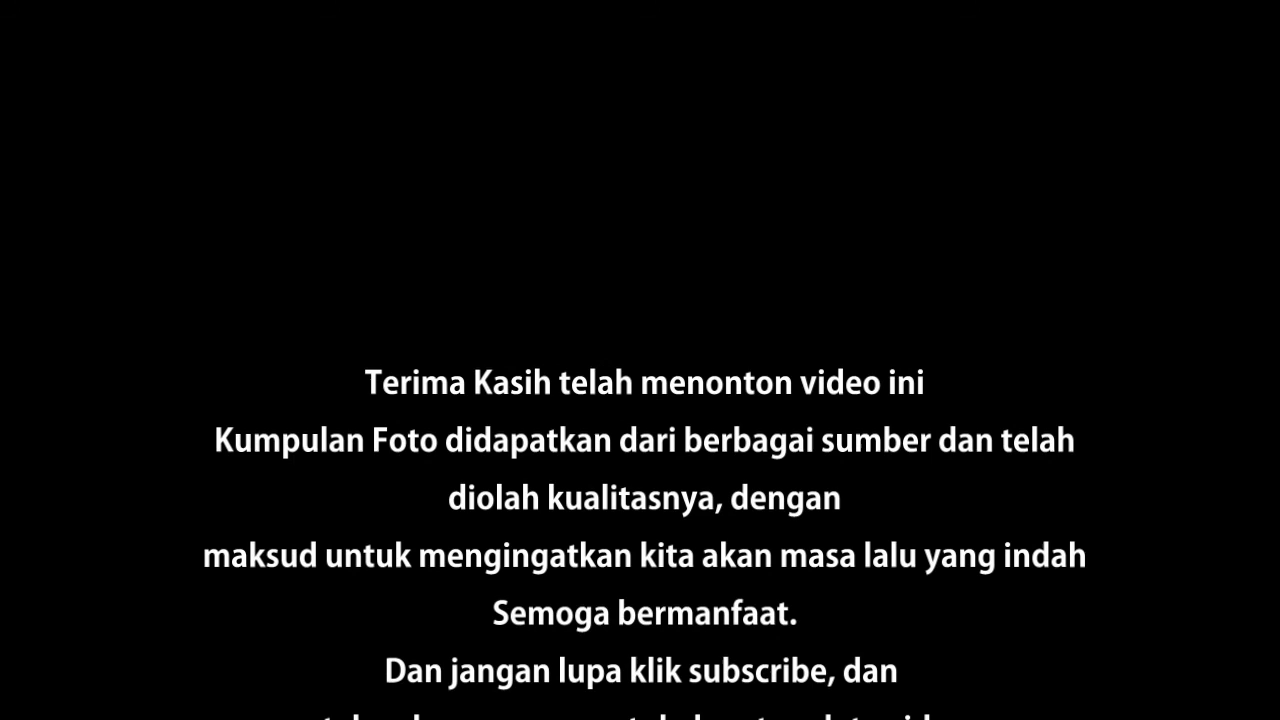 Terima Kasih telah menonton video ini
Kumpulan Foto didapatkan dari berbagai sumber dan telah
diolah kualitasnya, dengan
maksud untuk mengingatkan kita akan masa lalu yang indah
Semoga bermanfaat.
Dan jangan lupa klik subscribe, dan